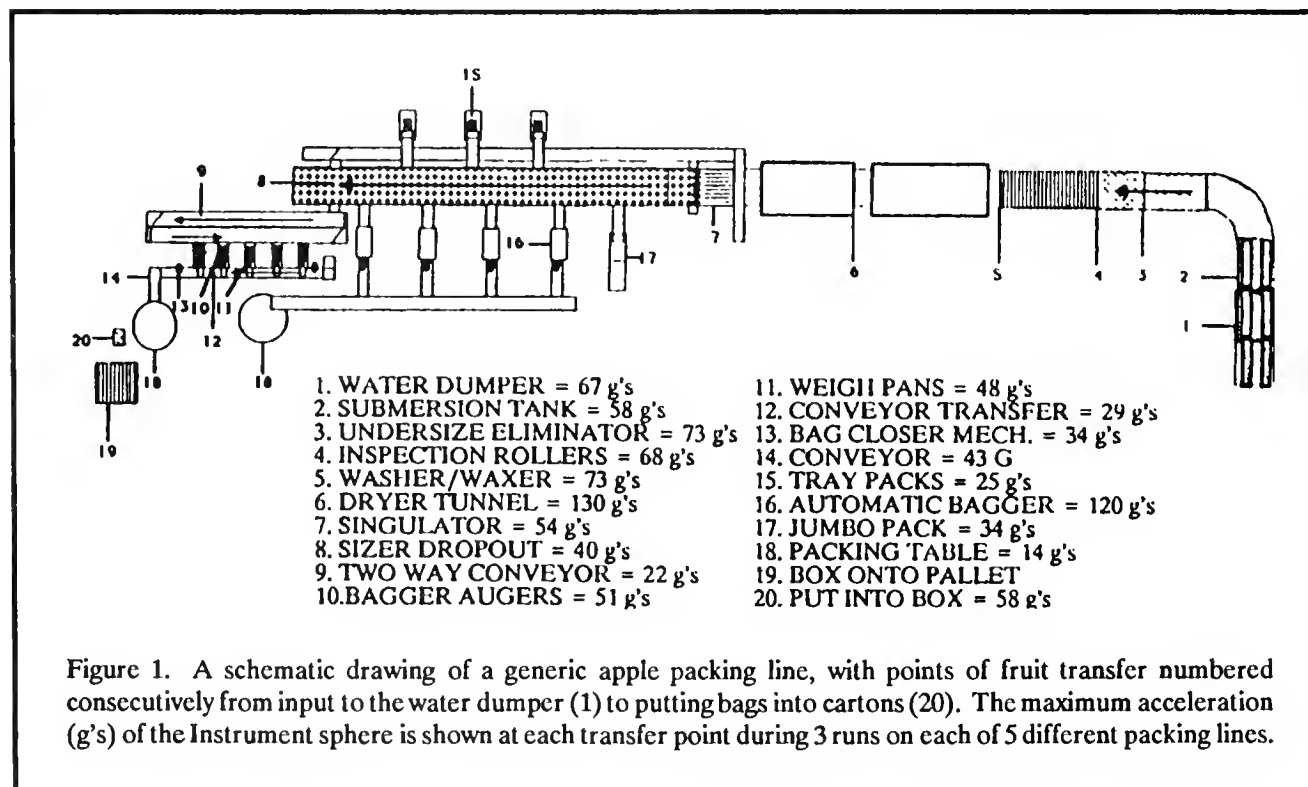 15
9
8
7
16
17
6
5
4
3
2
1
14
13
10
11
12
20
18
18
19
1. WATER DUMPER = 67 g's
2. SUBMERSION TANK = 58 g's
3. UNDERSIZE ELIMINATOR = 73 g's
4. INSPECTION ROLLERS = 68 g's
5. WASHER/WAXER = 73 g's
6. DRYER TUNNEL = 130 g's
7. SINGULATOR = 54 g's
8. SIZER DROPOUT = 40 g's
9. TWO WAY CONVEYOR = 22 g's
10.BAGGER AUGERS = 51 g's
11. WEIGH PANS = 48 g's
12. CONVEYOR TRANSFER = 29 g's
13. BAG CLOSER MECH. = 34 g's
14. CONVEYOR = 43 G
15. TRAY PACKS = 25 g's
16. AUTOMATIC BAGGER = 120 g's
17. JUMBO PACK = 34 g's
18. PACKING TABLE = 14 g's
19. BOX ONTO PALLET
20. PUT INTO BOX = 58 g's
Figure 1. A schematic drawing of a generic apple packing line, with points of fruit transfer numbered
consecutively from input to the water dumper (1) to putting bags into cartons (20). The maximum acceleration
(g's) of the Instrument sphere is shown at each transfer point during 3 runs on each of 5 different packing lines.